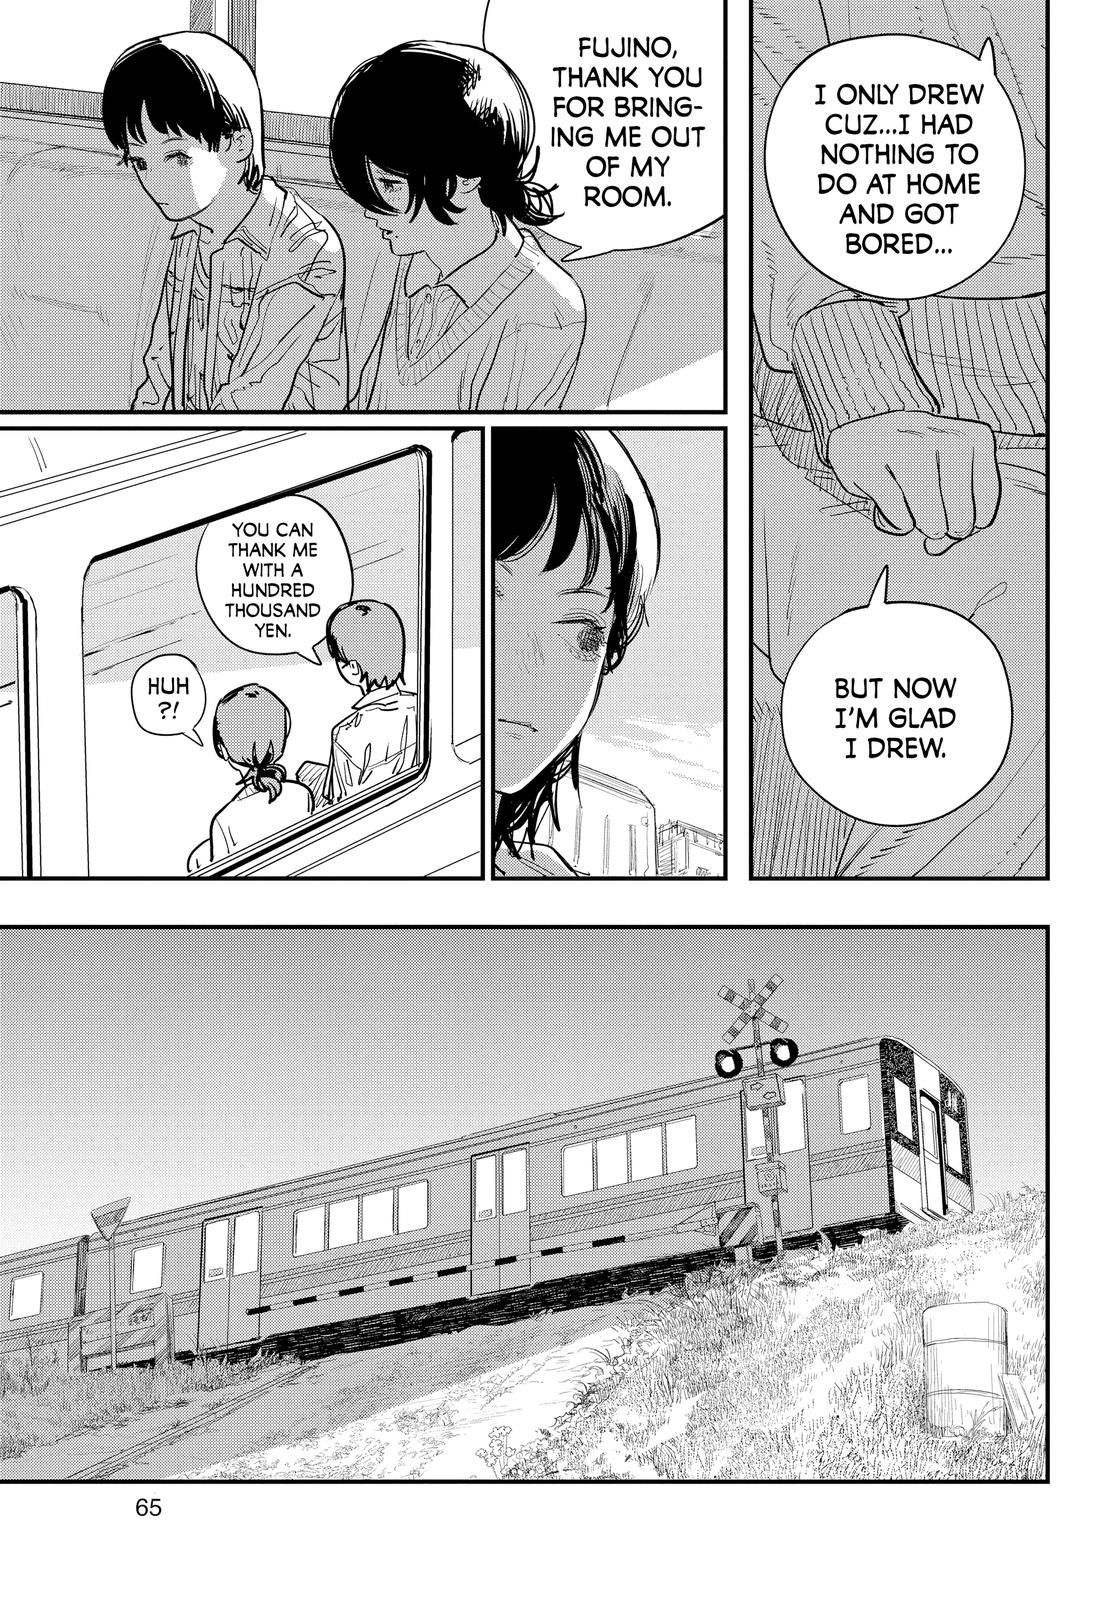 I ONLY DREW
CUZ...I HAD
NOTHING TO
DO AT HOME
AND GOT
BORED...
BUT NOW
I'M GLAD
I DREW.
FUJINO,
THANK YOU
FOR BRING-
ING ME OUT
OF MY
ROOM.
YOU CAN
THANK ME
WITH A
HUNDRED
THOUSAND
YEN.
HUH
?!
65